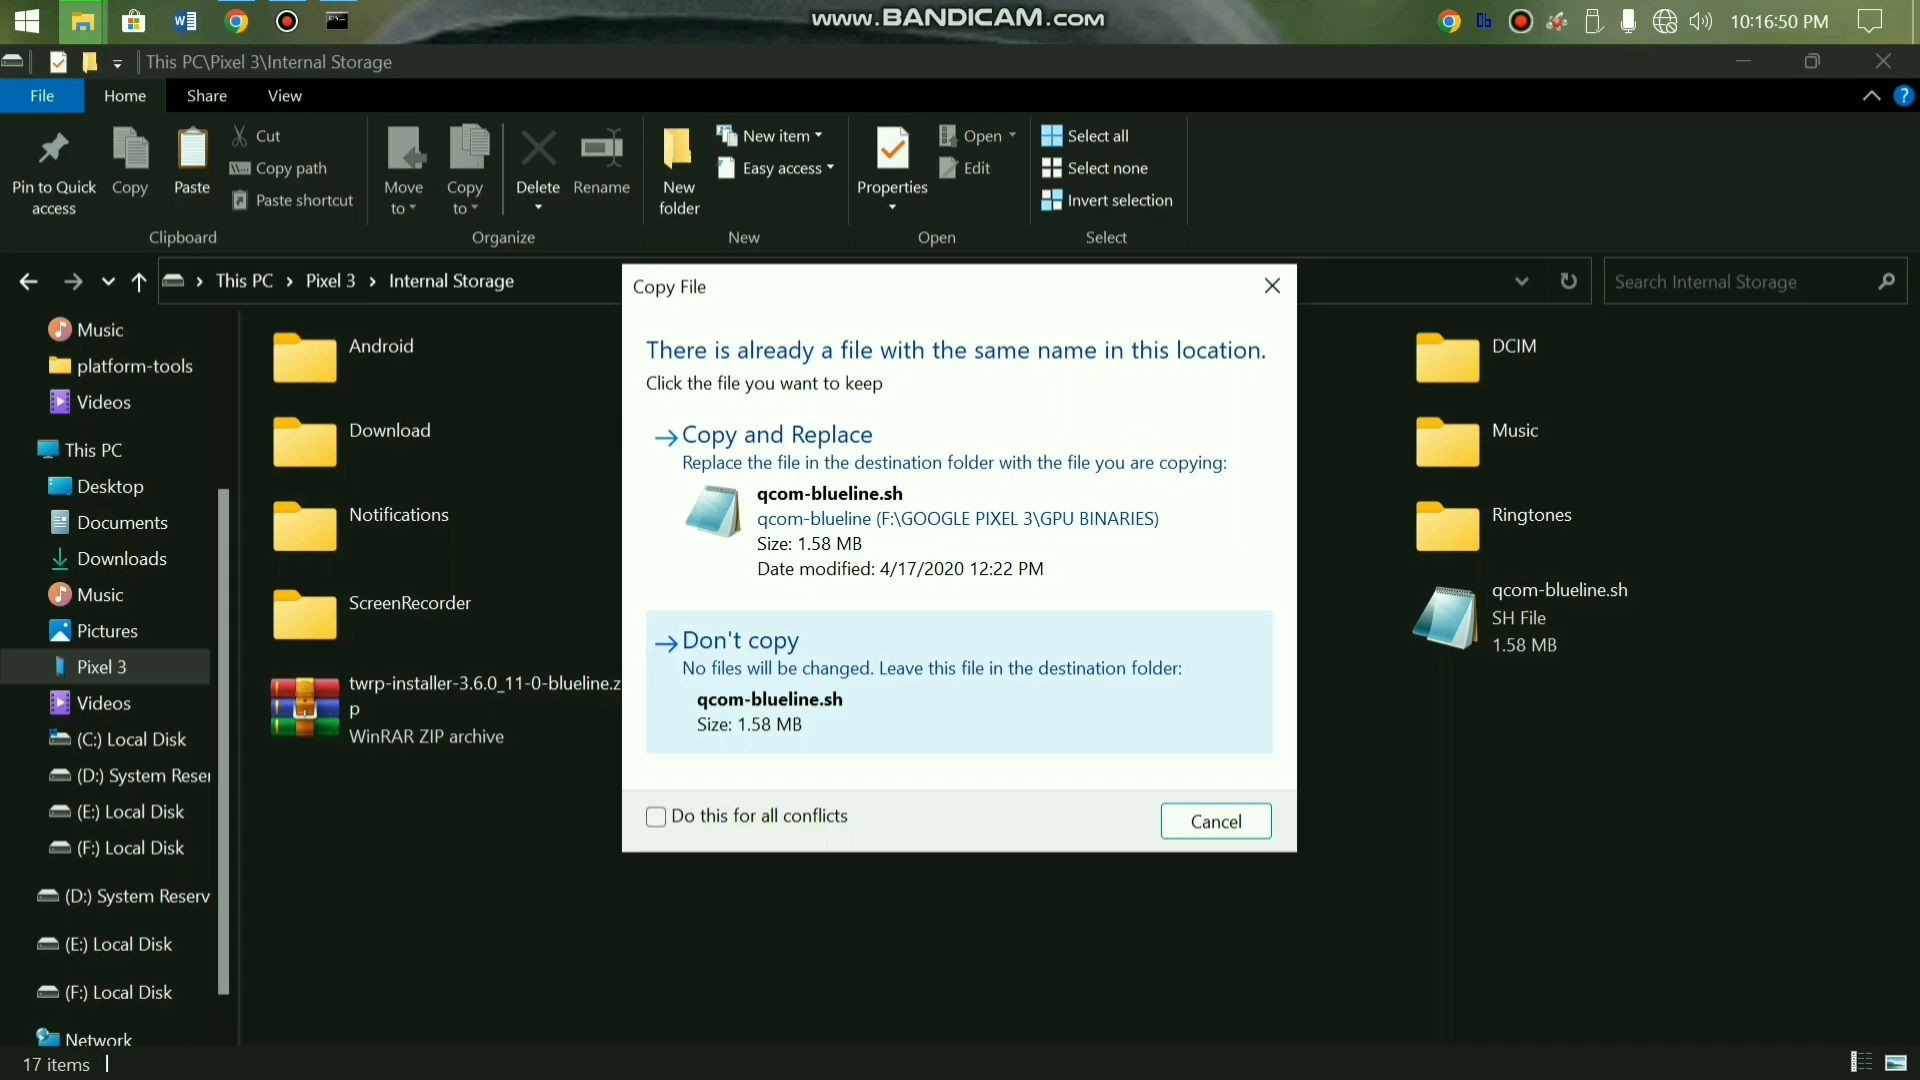 www.BANDICAM.com
10:16:50 PM
This PC\Pixel 3\Internal Storage
File
Home
Share
View
Pin to Quick
access
Copy
Paste
Cut
Copy path
Paste shortcut
Move
to
Copy
to
Delete
Rename
New
folder
New item
Easy access
Properties
Open
Edit
Select all
Select none
Invert selection
Clipboard
Organize
New
Open
Select
This PC
Pixel 3
Internal Storage
Search Internal Storage
Music
platform-tools
Videos
This PC
Desktop
Documents
Downloads
Music
Pictures
Pixel 3
Videos
(C:) Local Disk
(D:) System Reser
(E:) Local Disk
(F:) Local Disk
(D:) System Reserv
(E:) Local Disk
(F:) Local Disk
Network
Android
Download
Notifications
ScreenRecorder
twrp-installer-3.6.0_11-0-blueline.z
p
WinRAR ZIP archive
Copy File
There is already a file with the same name in this location.
Click the file you want to keep
Copy and Replace
Replace the file in the destination folder with the file you are copying:
qcom-blueline.sh
qcom-blueline (F:\GOOGLE PIXEL 3\GPU BINARIES)
Size: 1.58 MB
Date modified: 4/17/2020 12:22 PM
Don't copy
No files will be changed. Leave this file in the destination folder:
qcom-blueline.sh
Size: 1.58 MB
Do this for all conflicts
Cancel
DCIM
Music
Ringtones
qcom-blueline.sh
SH File
1.58 MB
17 items